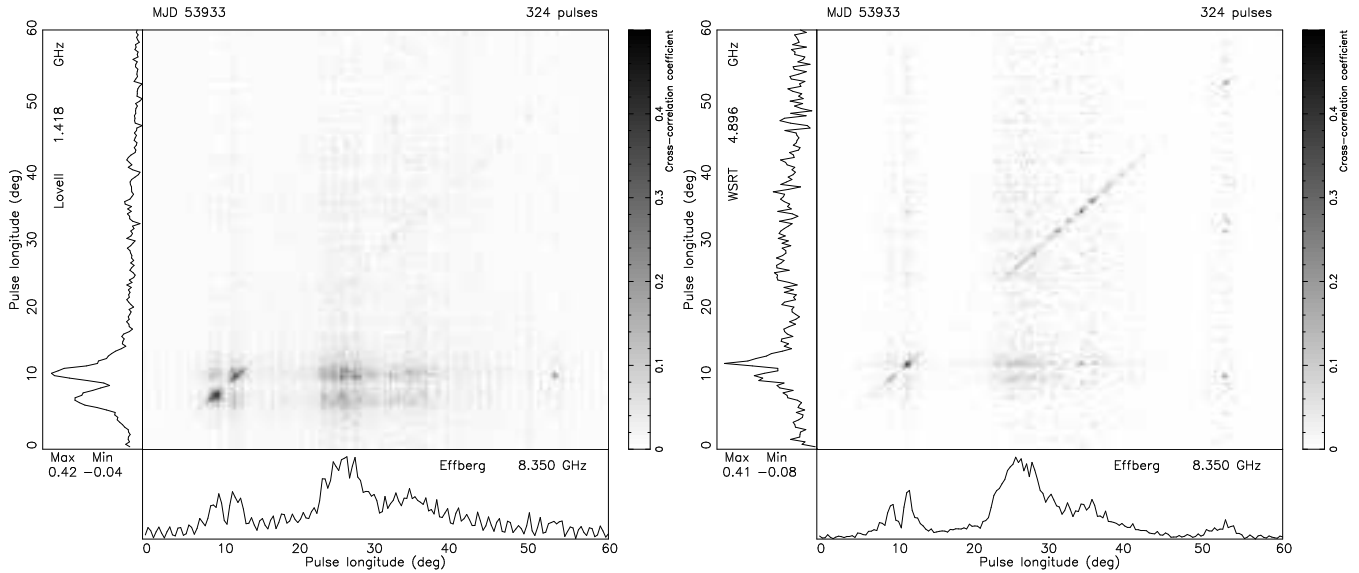 MJD 53933 324 pulses
60
50
40
30
20
10
0
Pulse longitude (deg)
Lovell 1.418 GHz
0.4
0.3
0.2
0.1
0
Cross-correlation coefficient
Max Min
0.42 -0.04
Effberg 8.350 GHz
0 10 20 30 40 50 60
Pulse longitude (deg)
MJD 53933 324 pulses
60
50
40
30
20
10
0
Pulse longitude (deg)
WSRT 4.896 GHz
0.4
0.3
0.2
0.1
0
Cross-correlation coefficient
Max Min
0.41 -0.08
Effberg 8.350 GHz
0 10 20 30 40 50 60
Pulse longitude (deg)